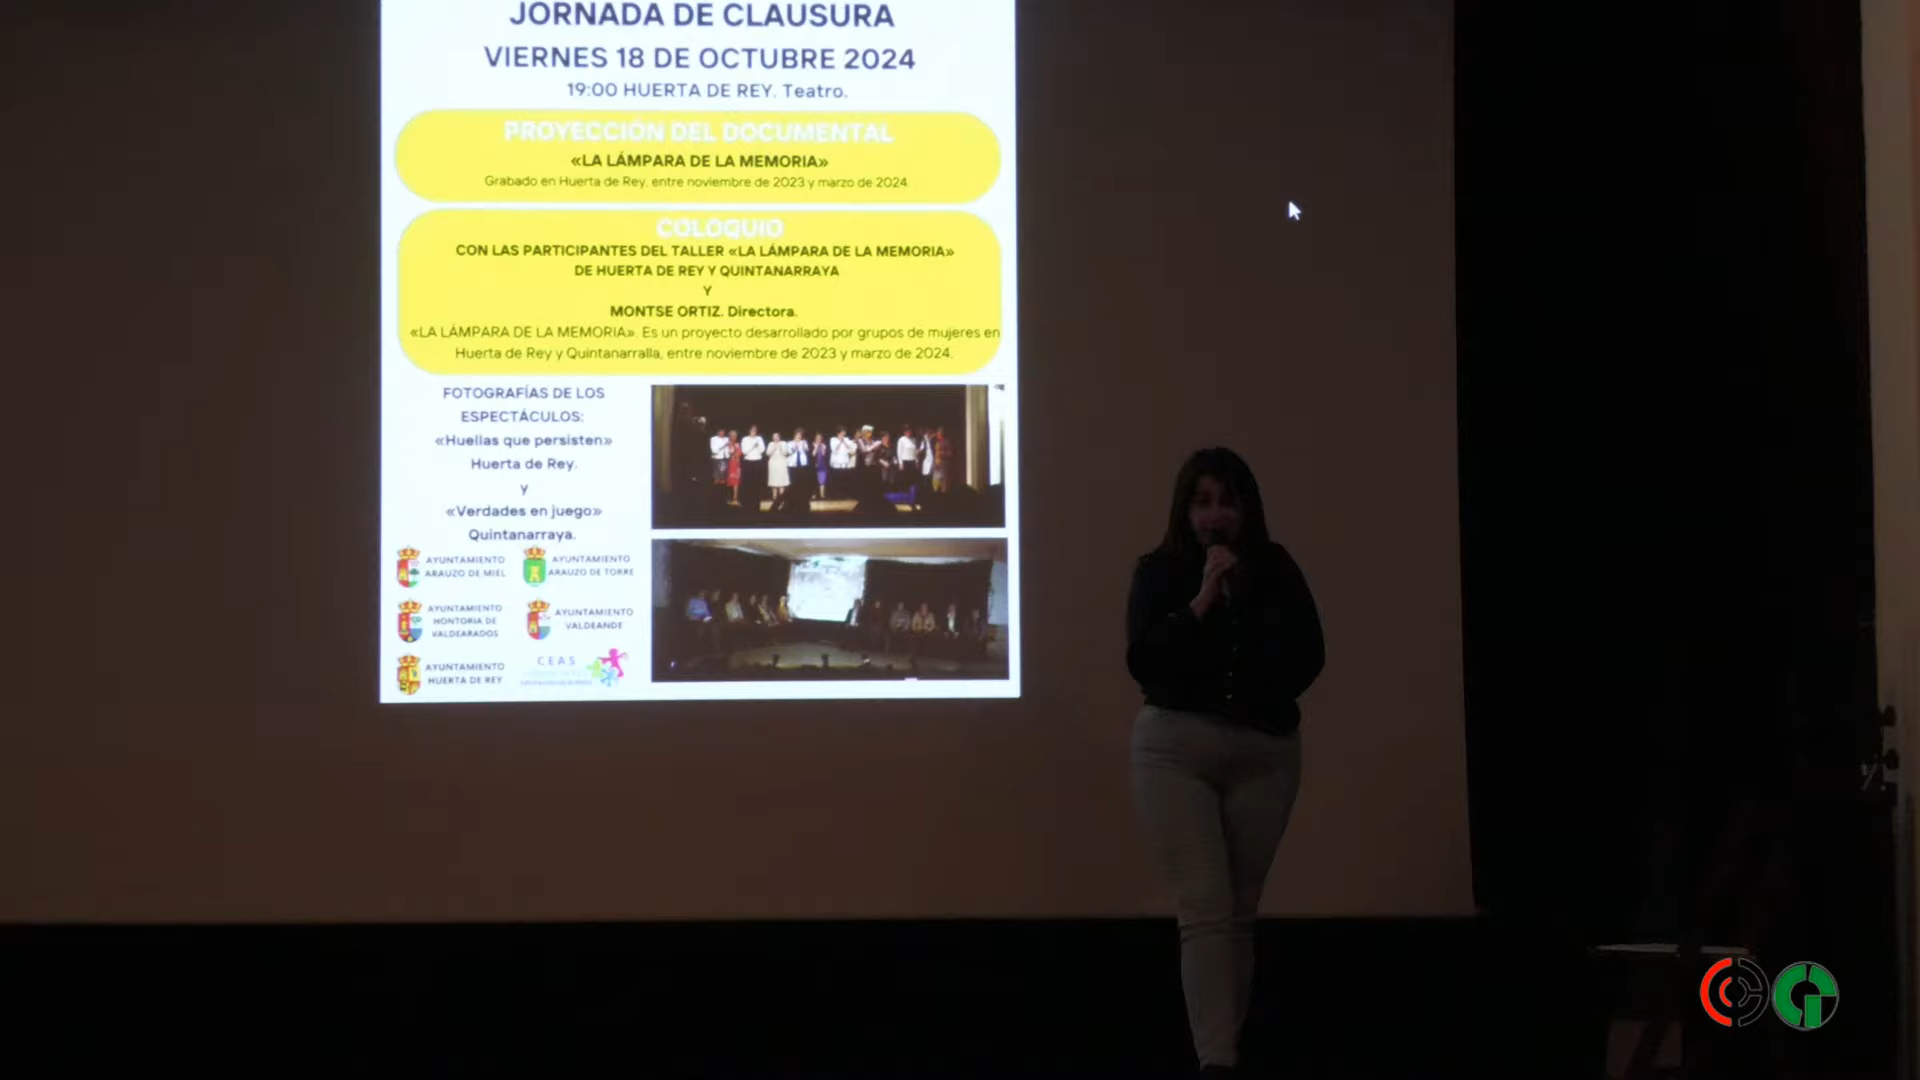 JORNADA DE CLAUSURA
VIERNES 18 DE OCTUBRE 2024
19:00 HUERTA DE REY. Teatro.
PROYECCIÓN DEL DOCUMENTAL
«LA LÁMPARA DE LA MEMORIA»
Grabado en Huerta de Rey, entre noviembre de 2023 y marzo de 2024.
COLOQUIO
CON LAS PARTICIPANTES DEL TALLER «LA LÁMPARA DE LA MEMORIA»
DE HUERTA DE REY Y QUINTANARRAYA
Y
MONTSE ORTIZ. Directora.
«LA LÁMPARA DE LA MEMORIA». Es un proyecto desarrollado por grupos de mujeres en
Huerta de Rey y Quintanarralla, entre noviembre de 2023 y marzo de 2024.
FOTOGRAFÍAS DE LOS
ESPECTÁCULOS:
«Huellas que persisten»
Huerta de Rey.
y
«Verdades en juego»
Quintanarraya.
AYUNTAMIENTO
ARAUZO DE MIEL
AYUNTAMIENTO
ARAUZO DE TORRE
AYUNTAMIENTO
HONTORIA DE
VALDEARADOS
AYUNTAMIENTO
VALDEANDE
AYUNTAMIENTO
HUERTA DE REY
CEAS